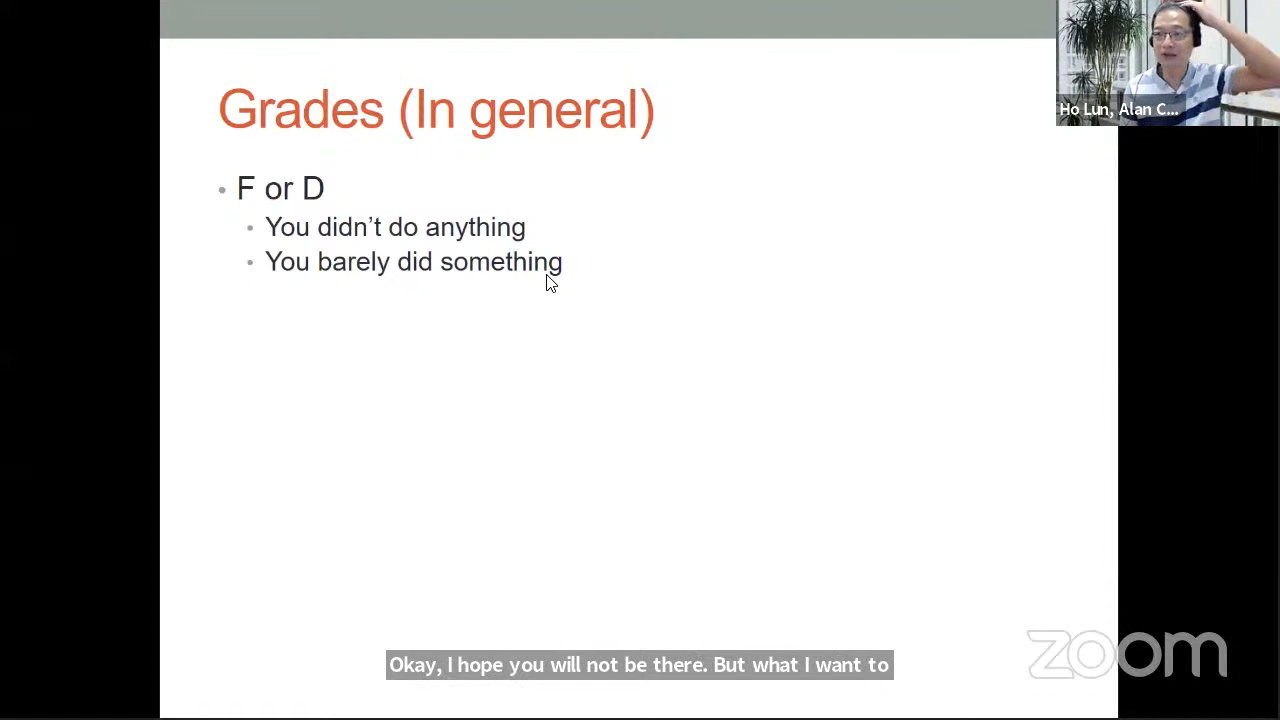 Grades (In general)
Ho Lun, Alan C...
• F or D
• You didn't do anything
• You barely did something
Okay, I hope you will not be there. But what I want to
zoom